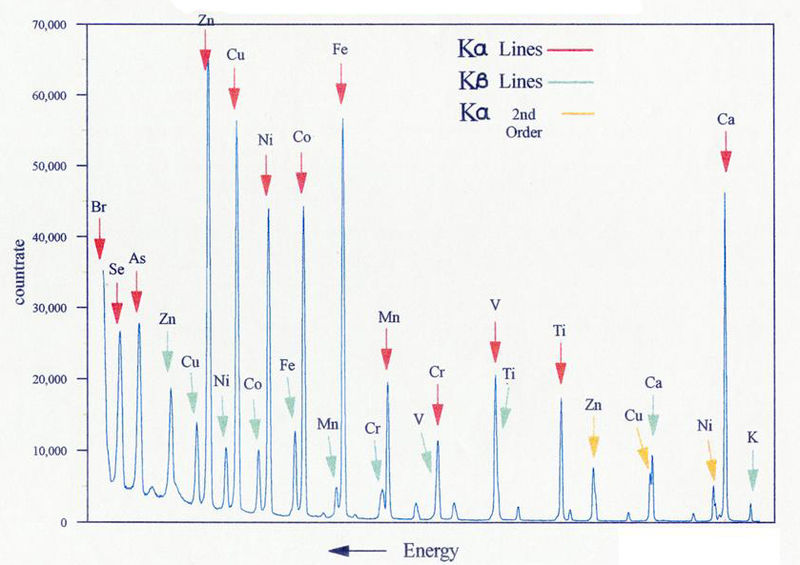 70,000
60,000
50,000
40,000
30,000
20,000
10,000
0
countrate
Energy
Kα Lines
Kβ Lines
Kα 2nd
Order
Br
Se
As
Zn
Cu
Ni
Co
Fe
Mn
Cr
V
Ti
Zn
Cu
Ni
Co
Fe
Mn
Cr
V
Ti
Zn
Cu
Ca
Ni
Ca
K